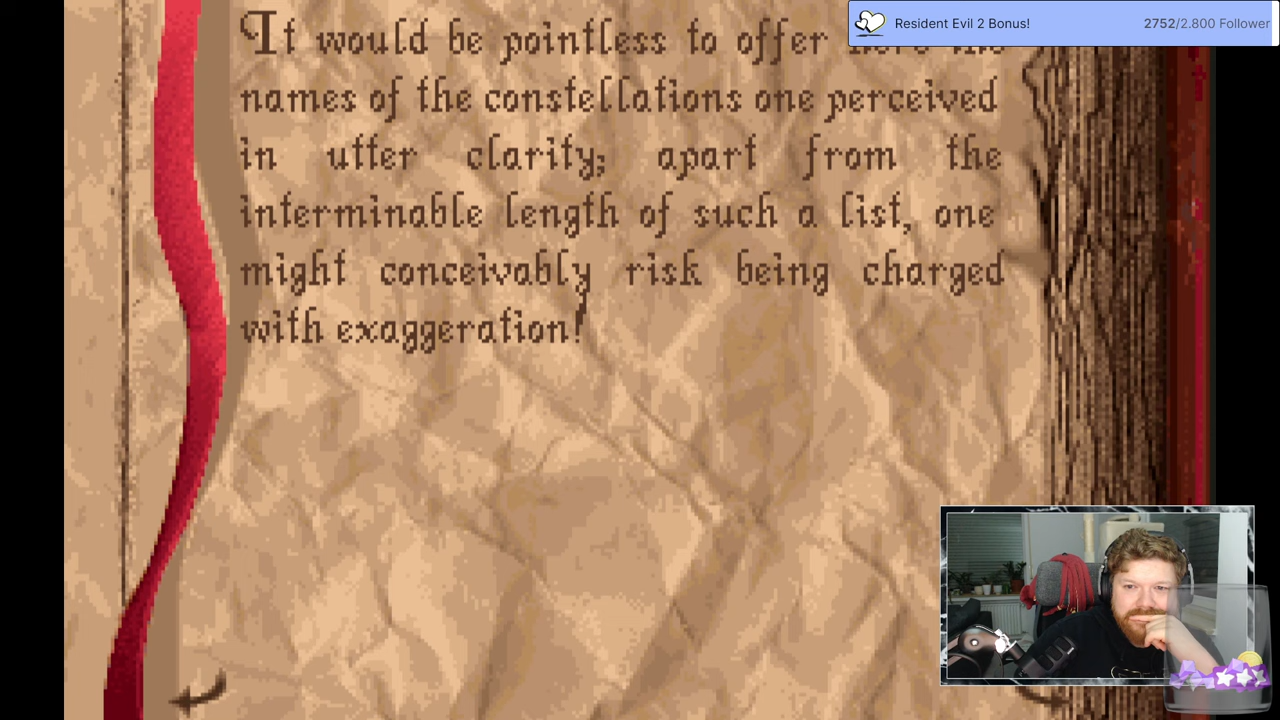 Resident Evil 2 Bonus!
2752/2.800 Follower
It would be pointless to offer here the
names of the constellations one perceived
in utter clarity; apart from the
interminable length of such a list, one
might conceivably risk being charged
with exaggeration!